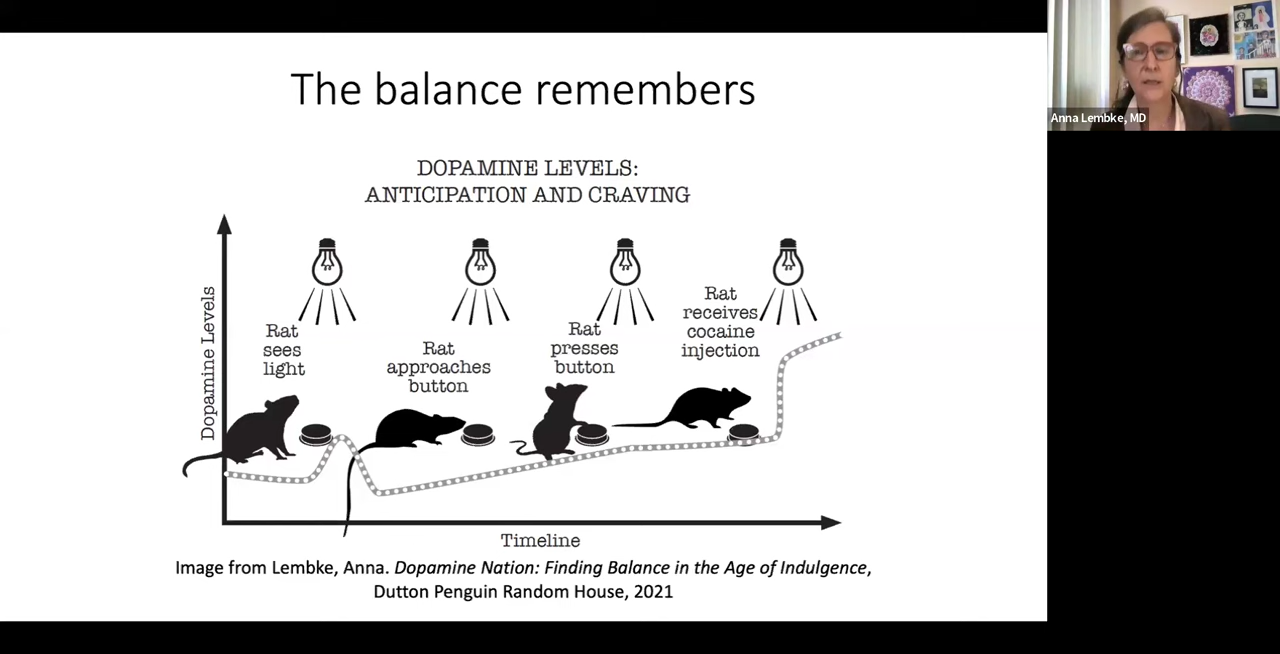 The balance remembers
Anna Lembke, MD
DOPAMINE LEVELS:
ANTICIPATION AND CRAVING
Dopamine Levels
Rat
sees
light
Rat
approaches
button
Rat
presses
button
Rat
receives
cocaine
injection
Timeline
Image from Lembke, Anna. Dopamine Nation: Finding Balance in the Age of Indulgence,
Dutton Penguin Random House, 2021